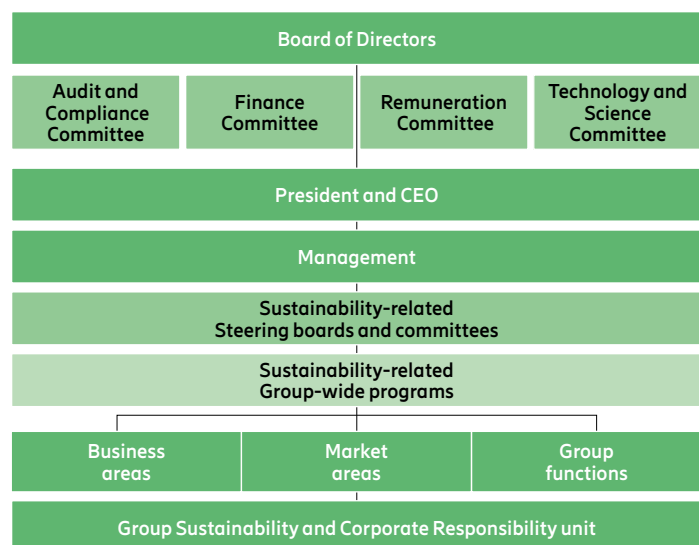 Board of Directors
Audit and
Compliance
Committee
Finance
Committee
Remuneration
Committee
Technology and
Science
Committee
President and CEO
Management
Sustainability-related
Steering boards and committees
Sustainability-related
Group-wide programs
Business
areas
Market
areas
Group
functions
Group Sustainability and Corporate Responsibility unit